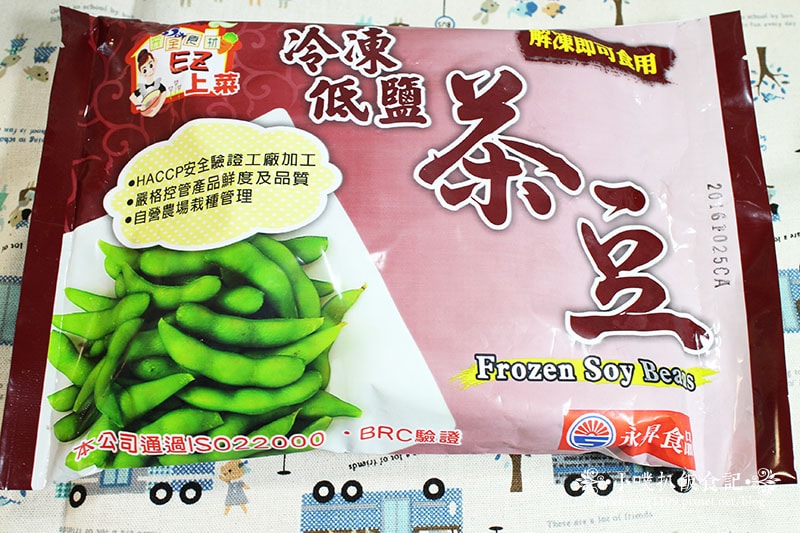 EZ
上菜
冷凍
低鹽
茶豆
解凍即可食用
•HACCP安全驗證工廠加工
•嚴格控管產品鮮度及品質
•自營農場栽種管理
20161025CA
Frozen Soy Beans
本公司通過ISO22000・BRC驗證
永昇食品